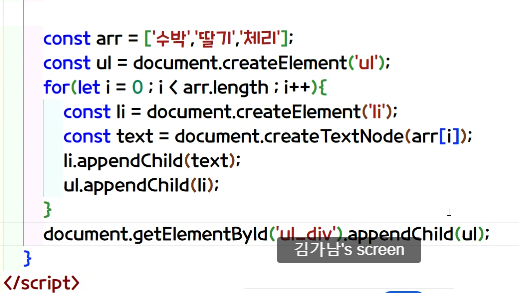 const arr = ['수박','딸기','체리'];
const ul = document.createElement('ul');
for(let i = 0 ; i < arr.length ; i++){
const li = document.createElement('li');
const text = document.createTextNode(arr[i]);
li.appendChild(text);
ul.appendChild(li);
}
document.getElementById('ul_div').appendChild(ul);
김가남's screen
}
</script>